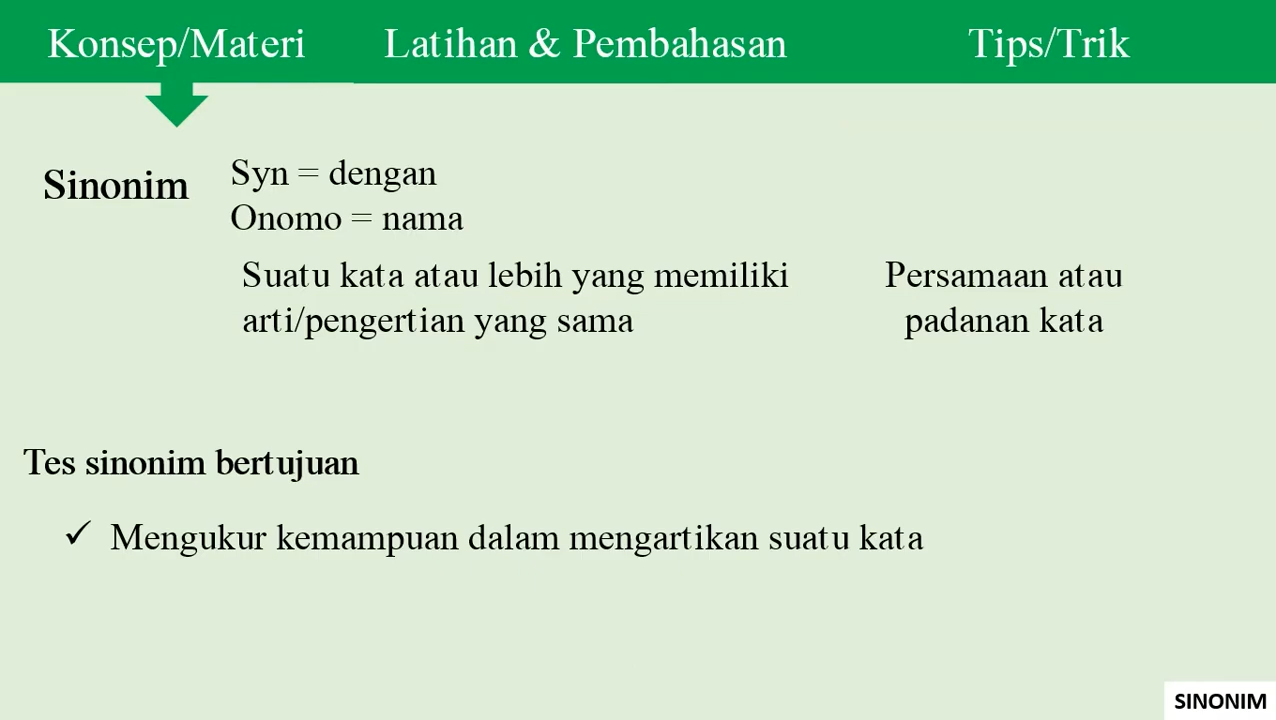 Konsep/Materi
Latihan & Pembahasan
Tips/Trik
Sinonim
Syn = dengan
Onomo = nama
Suatu kata atau lebih yang memiliki
arti/pengertian yang sama
Persamaan atau
padanan kata
Tes sinonim bertujuan
✓ Mengukur kemampuan dalam mengartikan suatu kata
SINONIM